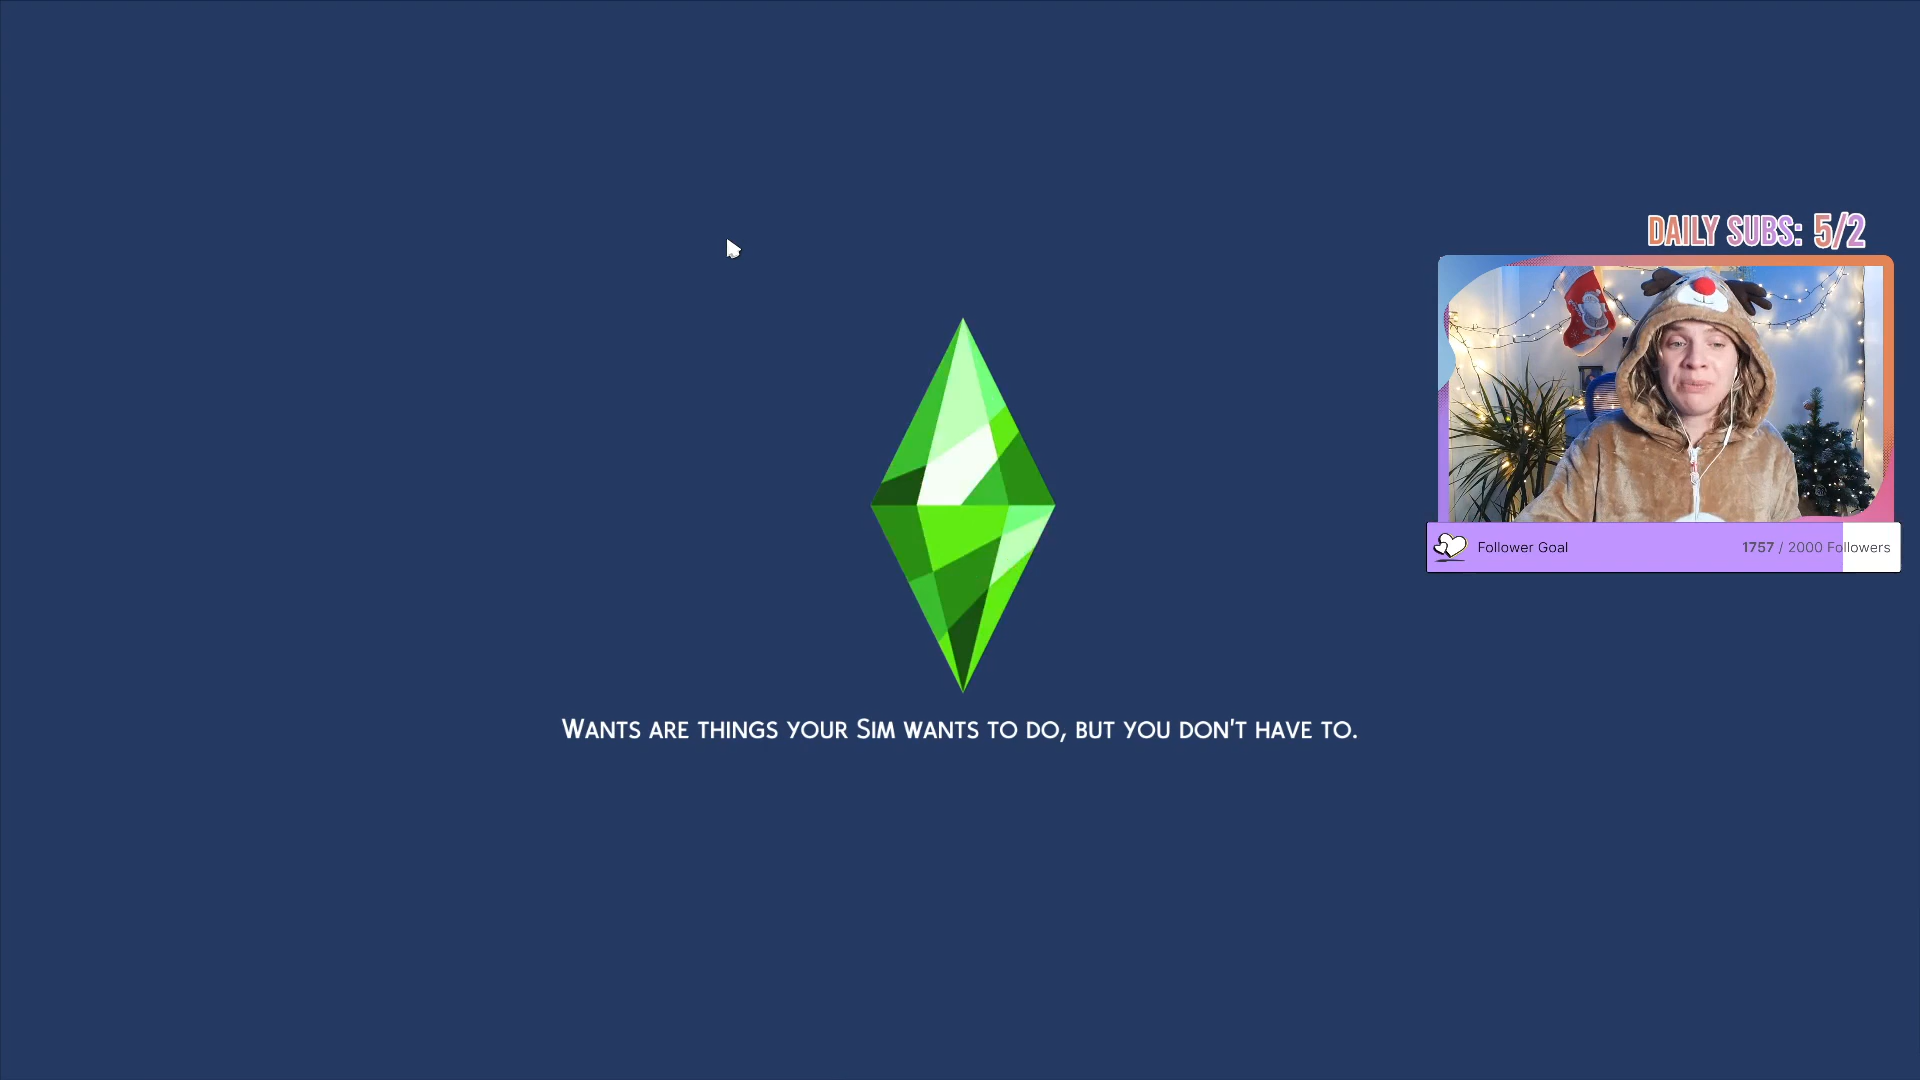 DAILY SUBS: 5/2
Follower Goal 1757 / 2000 Followers
WANTS ARE THINGS YOUR SIM WANTS TO DO, BUT YOU DON'T HAVE TO.